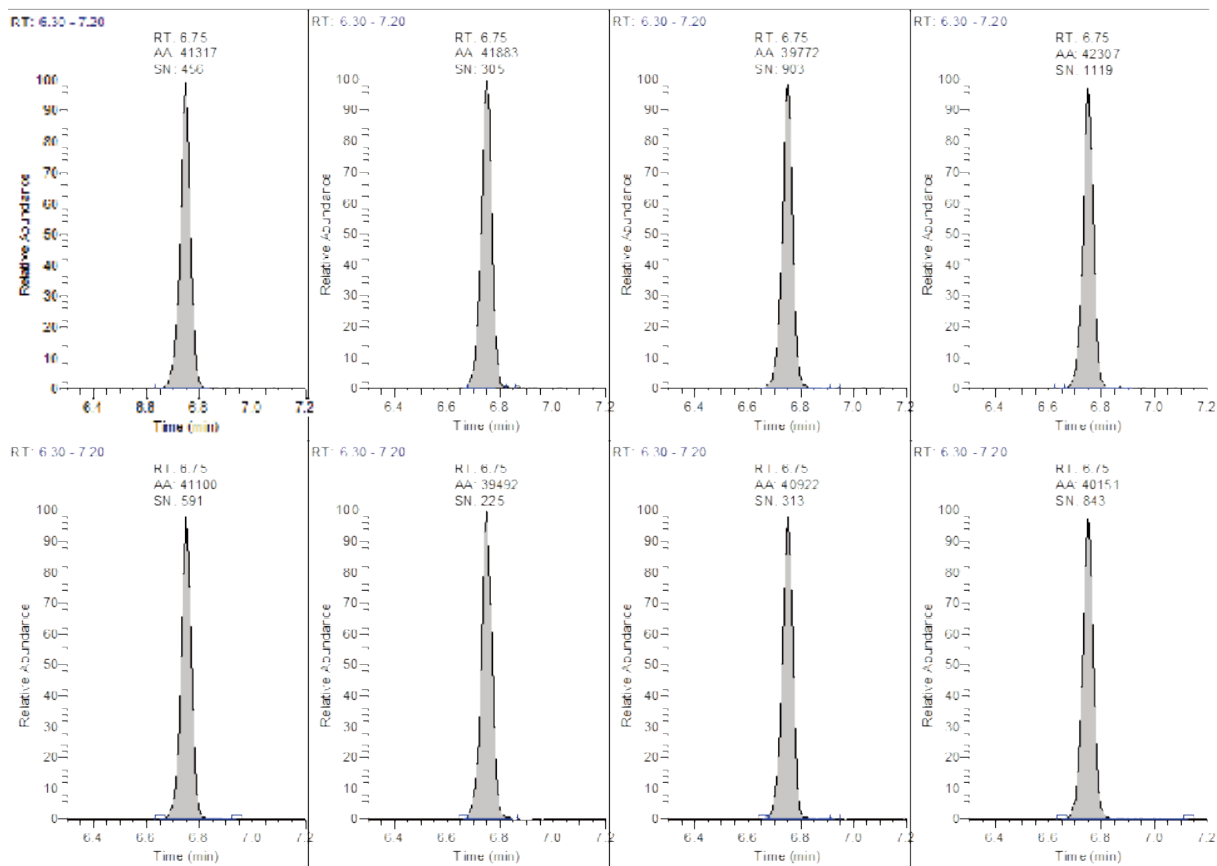 RT: 6.30 - 7.20
RT: 6.75
AA: 41317
SN: 456
100
90
80
70
60
50
40
30
20
10
0
Relative Abundance
6.4 6.6 6.8 7.0 7.2
Time (min)
RT: 6.30 - 7.20
RT: 6.75
AA: 41883
SN: 305
100
90
80
70
60
50
40
30
20
10
0
Relative Abundance
6.4 6.6 6.8 7.0 7.2
Time (min)
RT: 6.30 - 7.20
RT: 6.75
AA: 39772
SN: 903
100
90
80
70
60
50
40
30
20
10
0
Relative Abundance
6.4 6.6 6.8 7.0 7.2
Time (min)
RT: 6.30 - 7.20
RT: 6.75
AA: 42307
SN: 1119
100
90
80
70
60
50
40
30
20
10
0
Relative Abundance
6.4 6.6 6.8 7.0 7.2
Time (min)
RT: 6.30 - 7.20
RT: 6.75
AA: 41100
SN: 591
100
90
80
70
60
50
40
30
20
10
0
Relative Abundance
6.4 6.6 6.8 7.0 7.2
Time (min)
RT: 6.30 - 7.20
RT: 6.75
AA: 39492
SN: 225
100
90
80
70
60
50
40
30
20
10
0
Relative Abundance
6.4 6.6 6.8 7.0 7.2
Time (min)
RT: 6.30 - 7.20
RT: 6.75
AA: 40922
SN: 313
100
90
80
70
60
50
40
30
20
10
0
Relative Abundance
6.4 6.6 6.8 7.0 7.2
Time (min)
RT: 6.30 - 7.20
RT: 6.75
AA: 40151
SN: 843
100
90
80
70
60
50
40
30
20
10
0
Relative Abundance
6.4 6.6 6.8 7.0 7.2
Time (min)